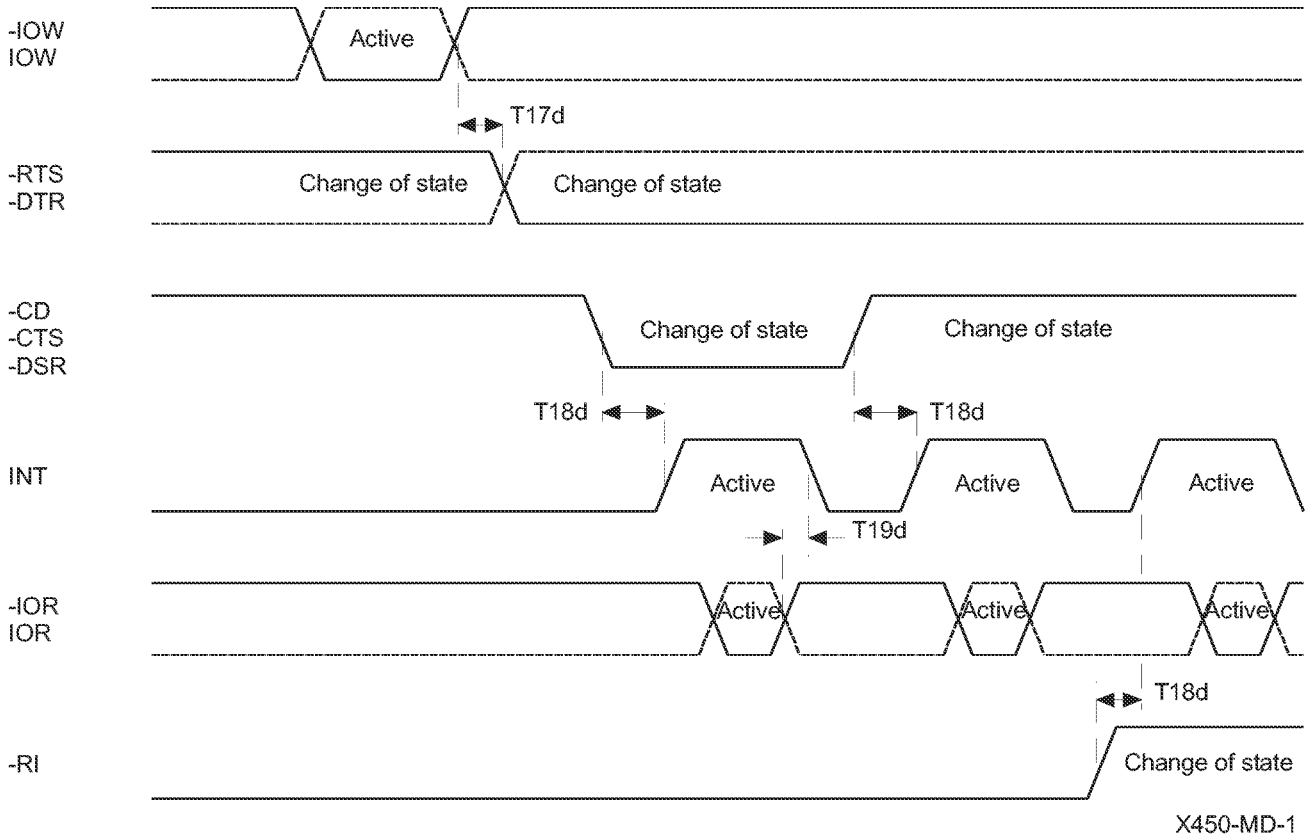 -IOW
IOW
Active
T17d
-RTS
-DTR
Change of state
Change of state
-CD
-CTS
-DSR
Change of state
Change of state
T18d
T18d
INT
Active
Active
Active
T19d
-IOR
IOR
Active
Active
Active
T18d
-RI
Change of state
X450-MD-1